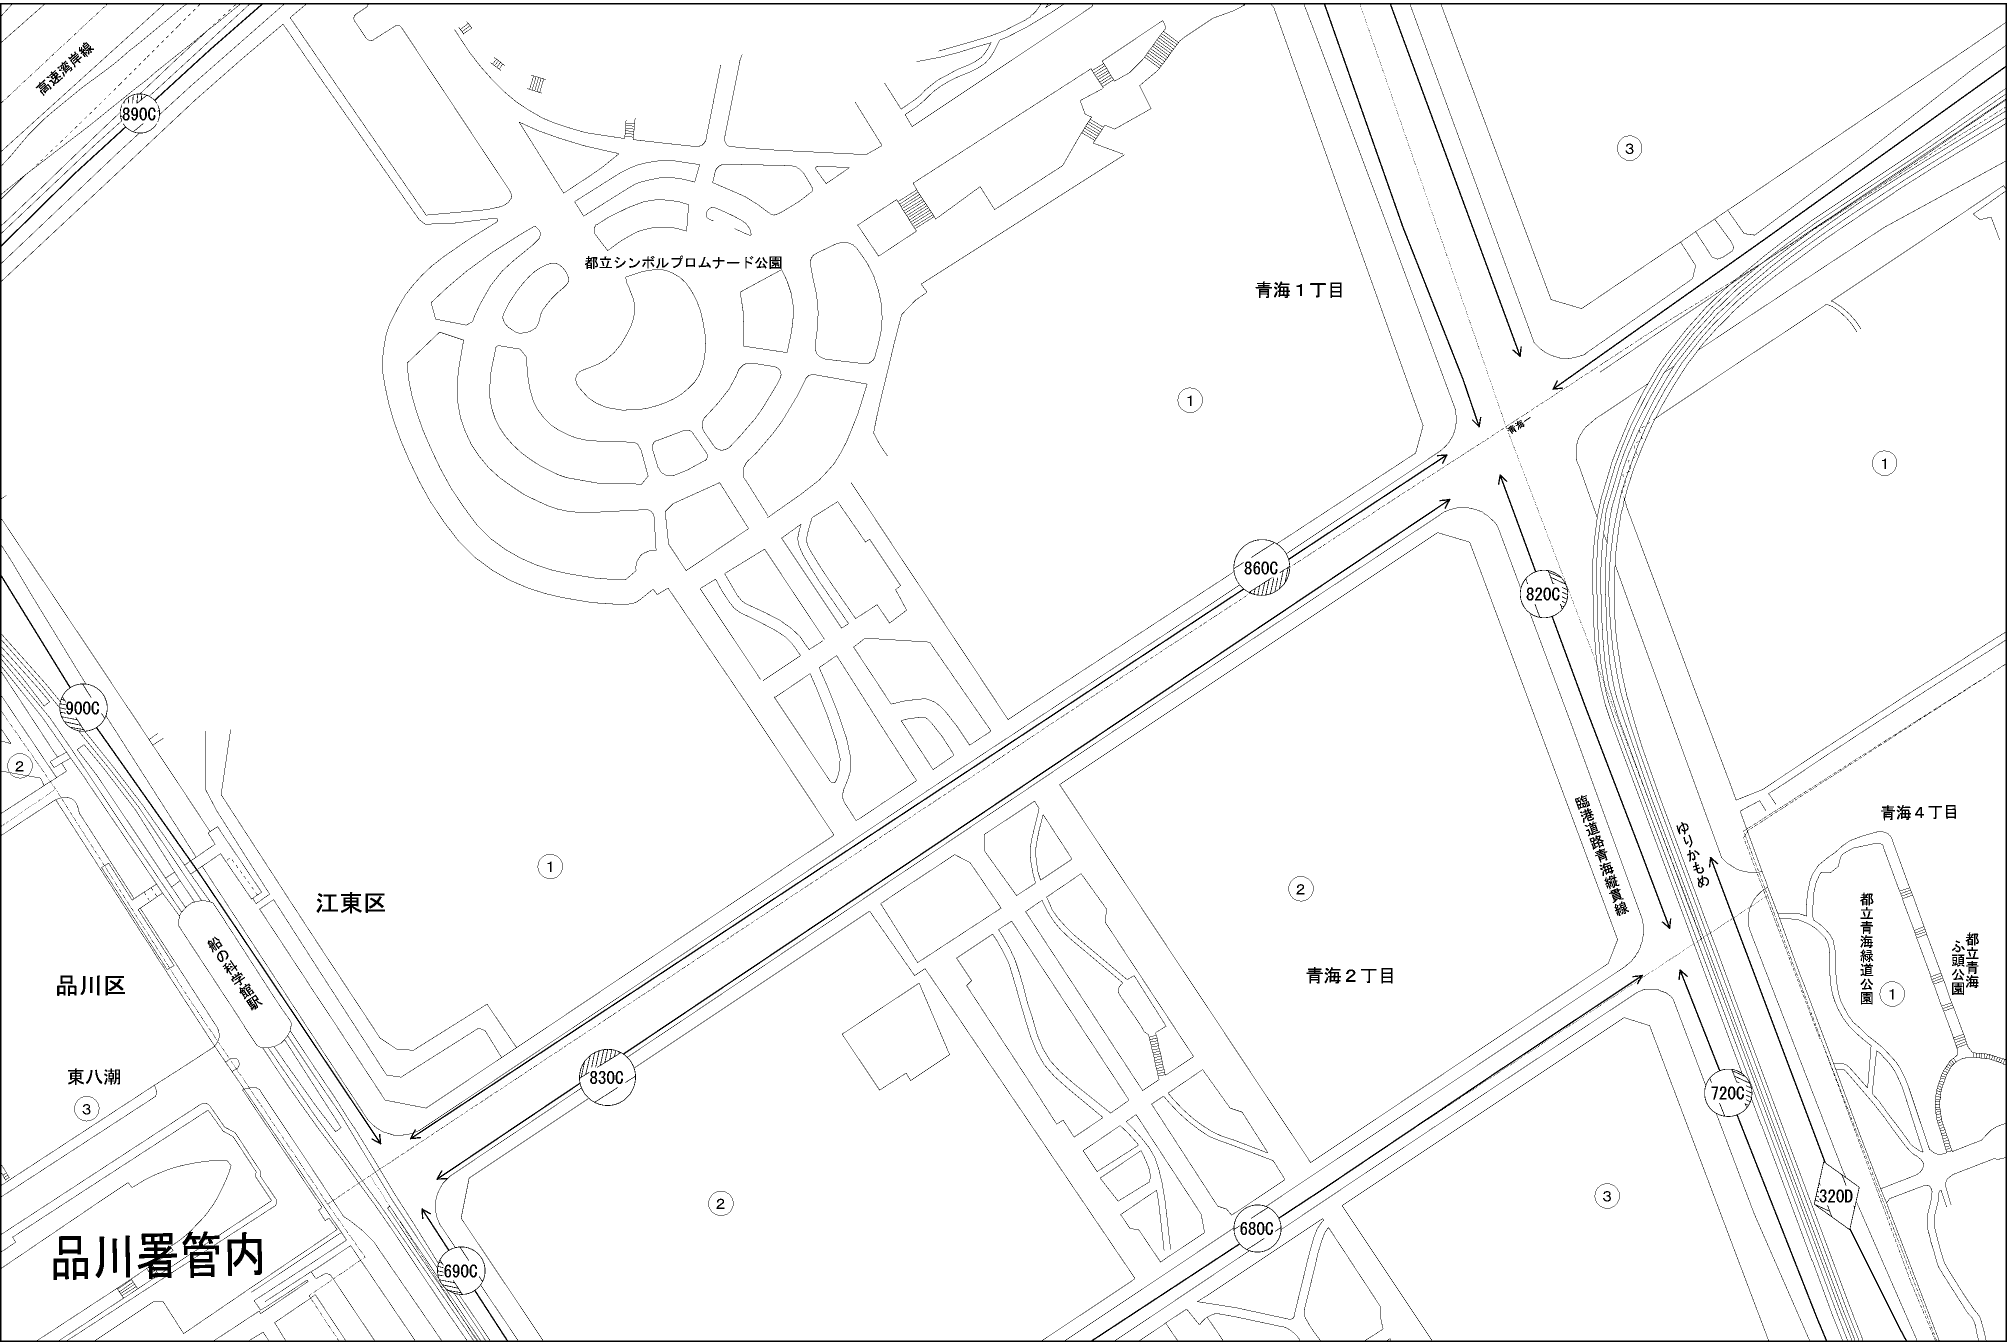 高速湾岸線
890C
3
都立シンボルプロムナード公園
青海1丁目
1
青海一
1
860C
820C
900C
2
臨港道路青海縦貫線
ゆりかもめ
青海4丁目
1
江東区
2
船の科学館駅
都立青海緑道公園
都立青海
ふ頭公園
1
品川区
青海2丁目
東八潮
3
830C
720C
2
3
320D
680C
品川署管内
690C